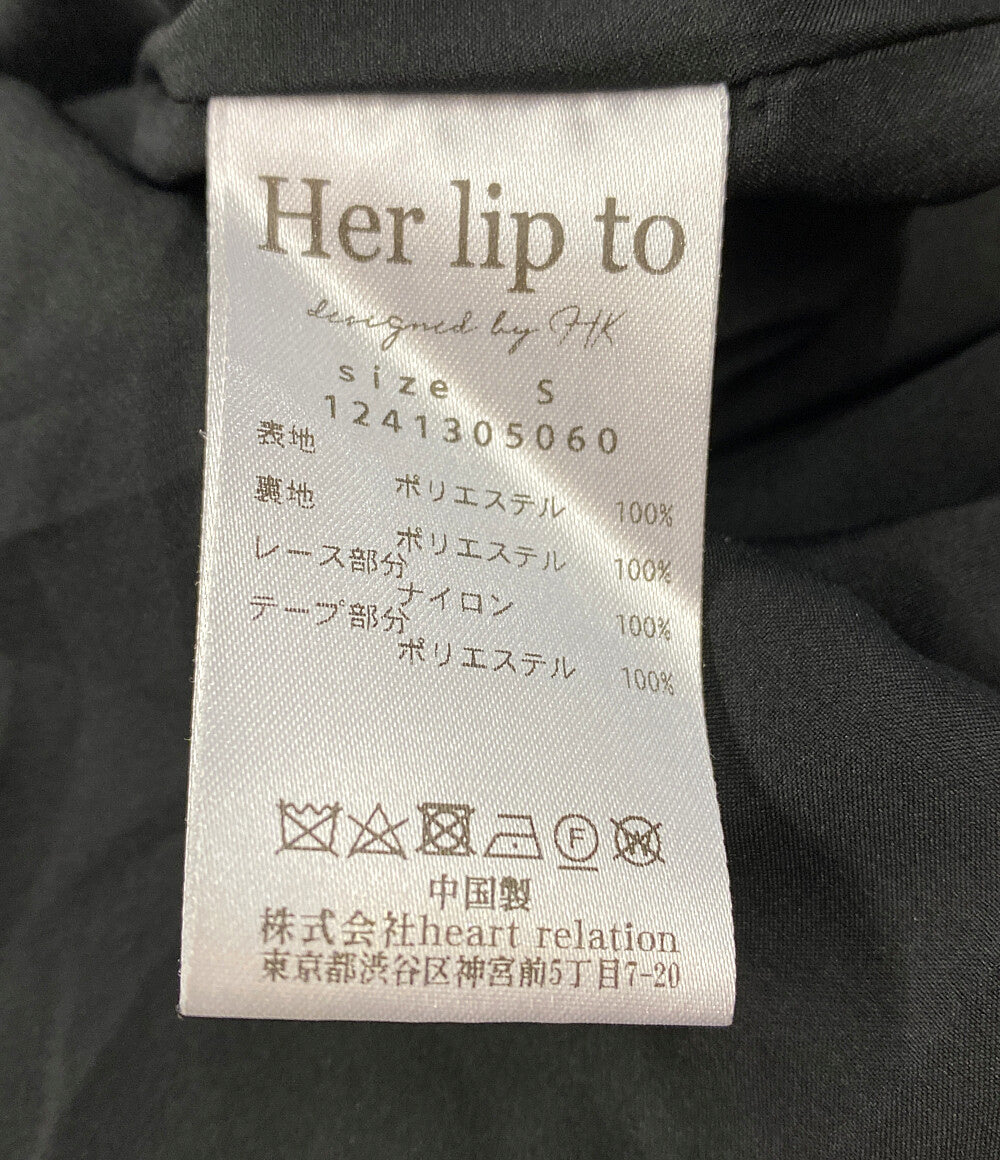 Her lip to
designed by HK
size S
1241305060
表地
ポリエステル 100%
裏地
ポリエステル 100%
レース部分
ナイロン 100%
テープ部分
ポリエステル 100%
F
W
中国製
株式会社heart relation
東京都渋谷区神宮前5丁目7-20